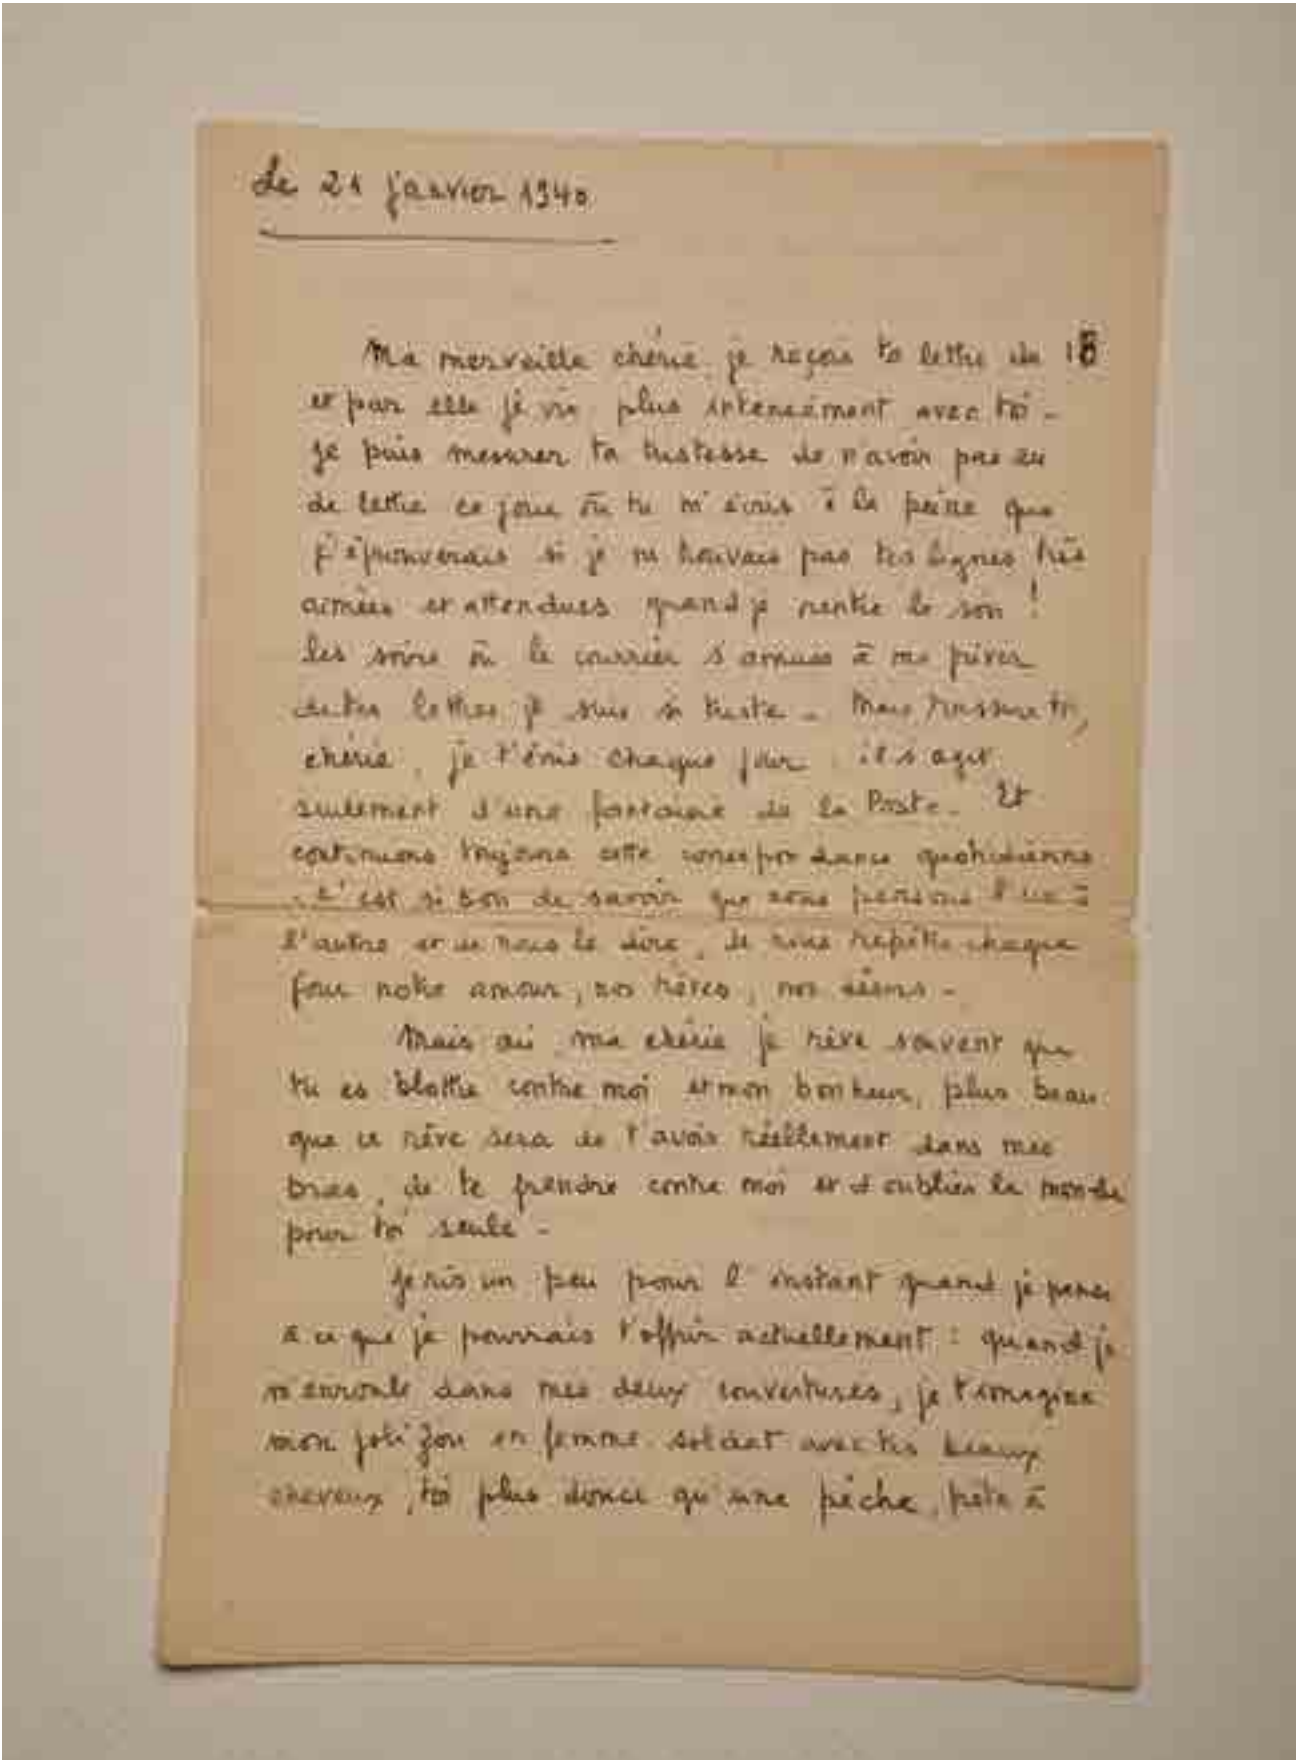 Le 21 janvier 1940
Ma merveille chérie, je reçois ta lettre du 18
et par elle je vis plus intensément avec toi -
Je puis mesurer ta tristesse de n'avoir pas eu
de lettre ce jour où tu m'écris à la peine que
j'éprouverais si je ne trouvais pas tes lignes très
aimées et attendues quand je rentre le soir !
Les soirs où le courrier s'amuse à me priver
de tes lettres je suis si triste - Mais rassure toi,
chérie, je t'écris chaque jour, il s'agit
seulement d'une fantaisie de la Poste - Et
continuons toujours cette correspondance quotidienne
. C'est si bon de savoir que nous pensons l'un à
l'autre et de nous le dire, de nous répéter chaque
jour notre amour, nos rêves, nos désirs -
Mais oui, ma chérie je rêve souvent que
tu es blottie contre moi et mon bonheur, plus beau
que ce rêve sera de t'avoir réellement dans mes
bras, de te prendre contre moi et d'oublier le monde
pour toi seule -
Je ris un peu pour l'instant quand je pense
à ce que je pourrais t'offrir actuellement : quand je
m'enroule dans mes deux couvertures, je t'imagine
mon joli Zou en femme soldat avec tes beaux
cheveux, toi plus douce qu'une pêche, prête à